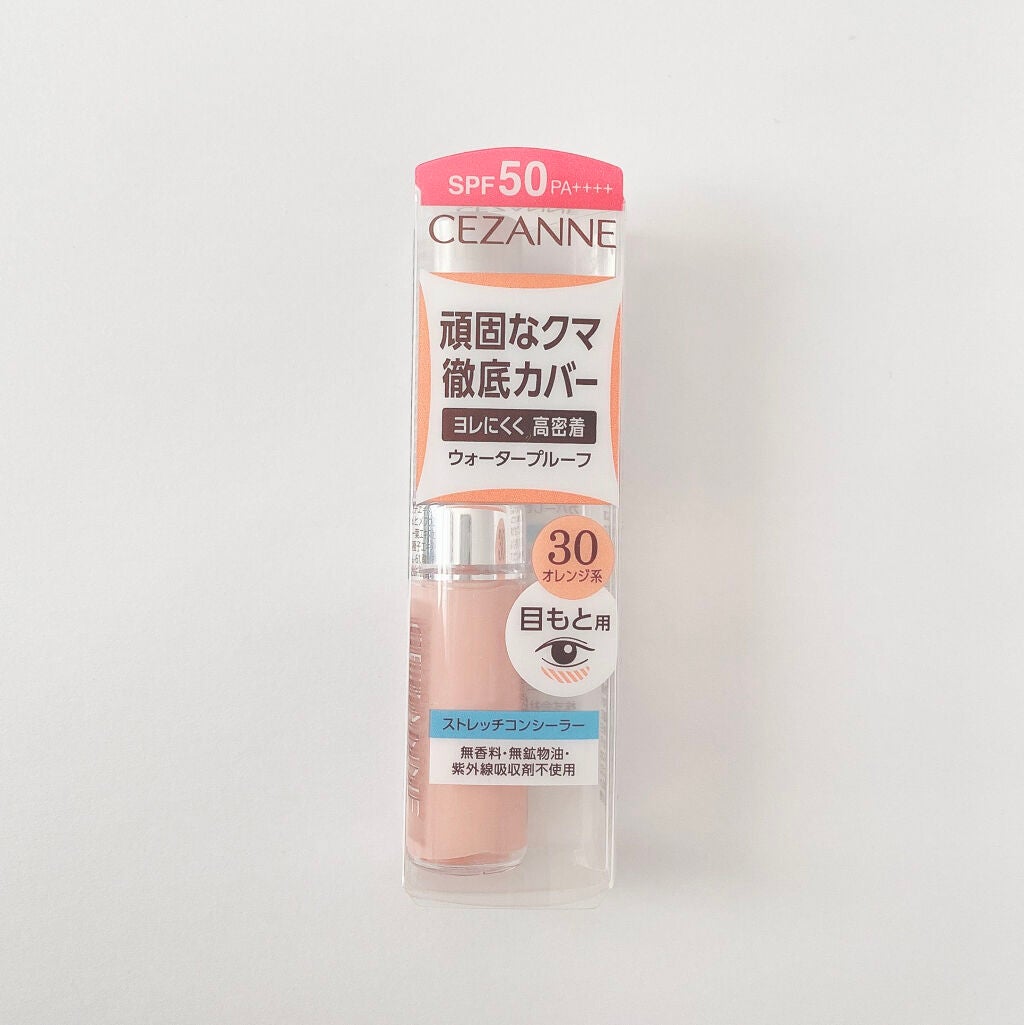 SPF50PA++++
CEZANNE
頑固なクマ
徹底カバー
ヨレにくく 高密着
ウォータープルーフ
30
オレンジ系
目もと用
ストレッチコンシーラー
無香料・無鉱物油・
紫外線吸収剤不使用
CEZANNE